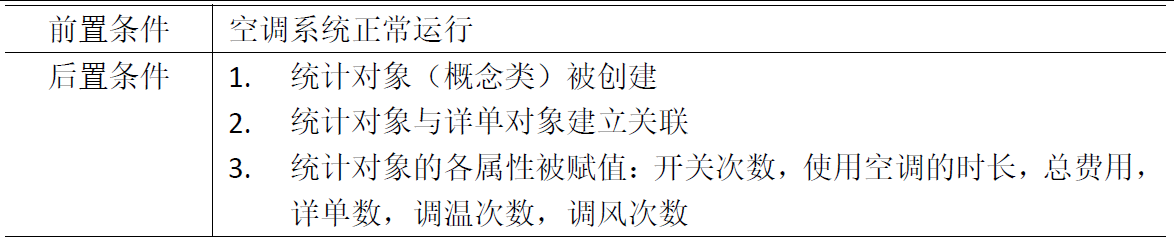 前置条件 空调系统正常运行
后置条件 1. 统计对象（概念类）被创建
2. 统计对象与详单对象建立关联
3. 统计对象的各属性被赋值：开关次数，使用空调的时长，总费用，
详单数，调温次数，调风次数